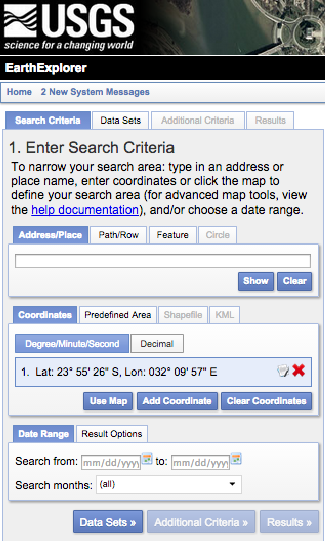 USGS
science for a changing world
EarthExplorer
Home 2 New System Messages
Search Criteria Data Sets Additional Criteria Results
1. Enter Search Criteria
To narrow your search area: type in an address or
place name, enter coordinates or click the map to
define your search area (for advanced map tools, view
the help documentation), and/or choose a date range.
Address/Place Path/Row Feature Circle
Show Clear
Coordinates Predefined Area Shapefile KML
Degree/Minute/Second Decimal
1. Lat: 23° 55' 26" S, Lon: 032° 09' 57" E
Use Map Add Coordinate Clear Coordinates
Date Range Result Options
Search from: mm/dd/yyyy to: mm/dd/yyyy
Search months: (all)
Data Sets » Additional Criteria » Results »